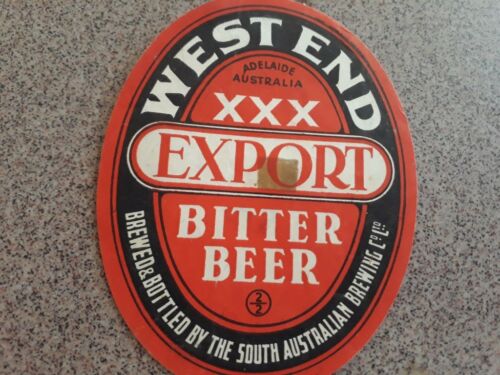 WEST END
ADELAIDE
AUSTRALIA
XXX
EXPORT
BITTER
BEER
2/2
BREWED & BOTTLED BY THE SOUTH AUSTRALIAN BREWING Co LTD